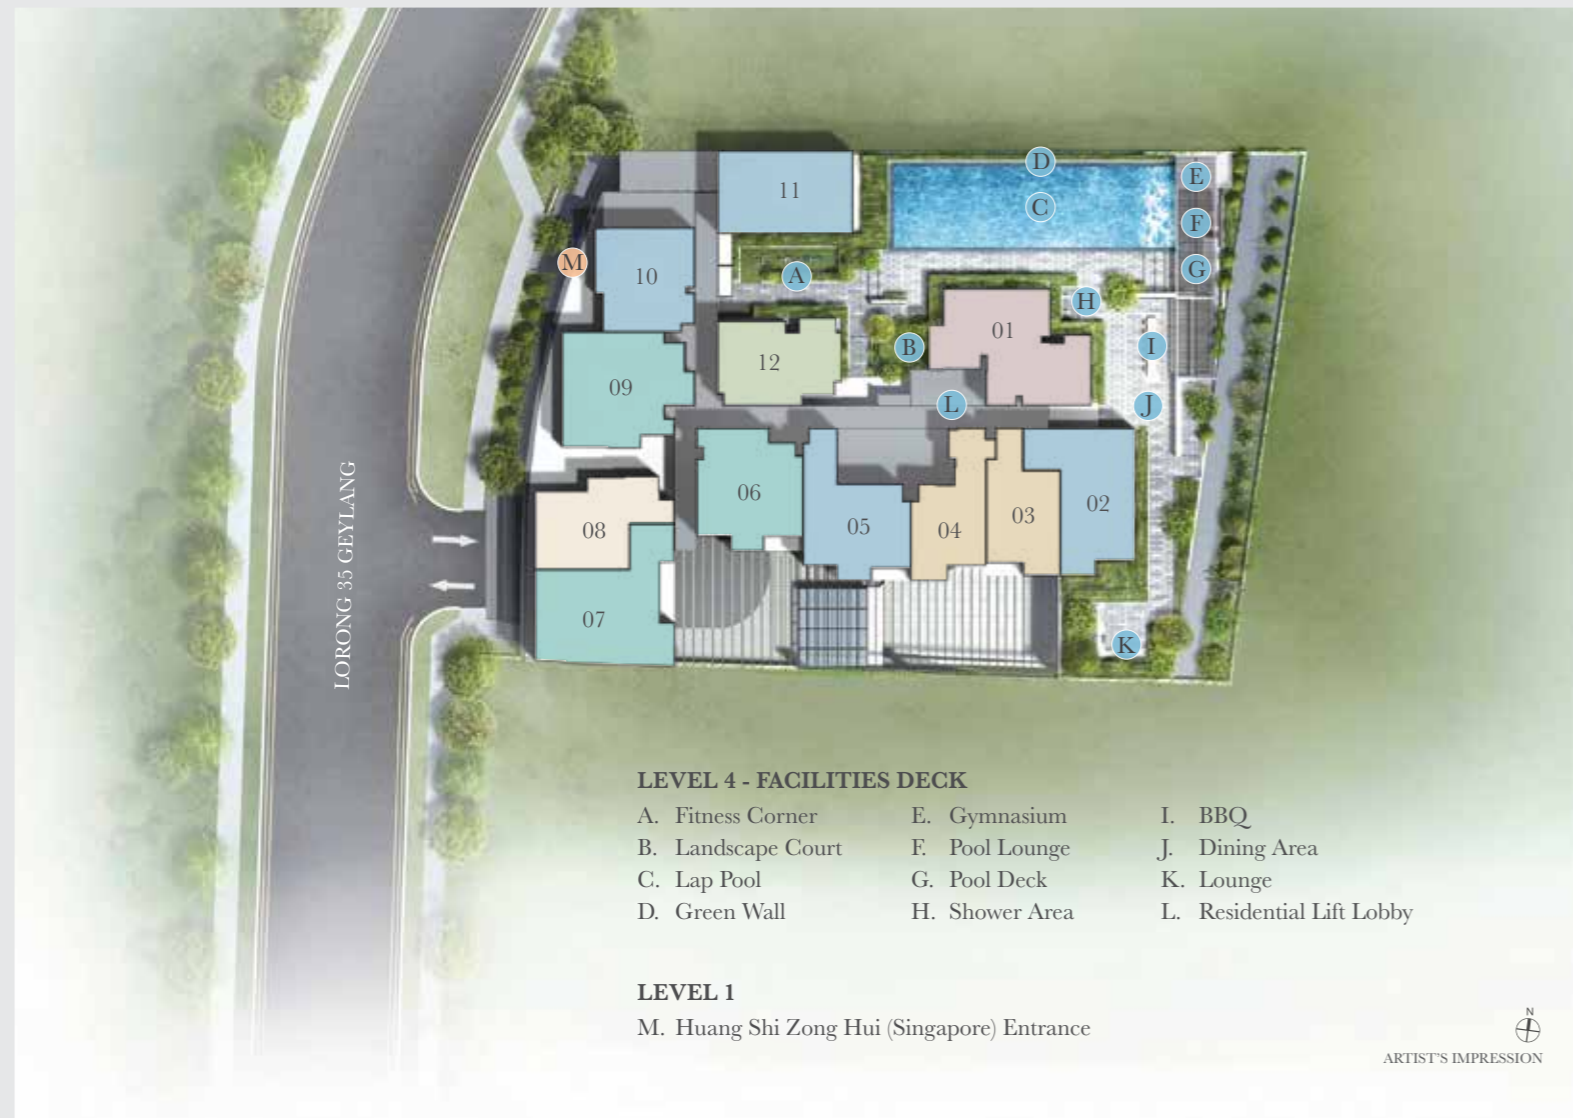 D
E
C
11
F
M
10
A
G
H
01
B
I
12
09
L
J
LORONG 35 GEYLANG
06
02
08
05
04
03
07
K
LEVEL 4 - FACILITIES DECK
A. Fitness Corner
B. Landscape Court
C. Lap Pool
D. Green Wall
E. Gymnasium
F. Pool Lounge
G. Pool Deck
H. Shower Area
I. BBQ
J. Dining Area
K. Lounge
L. Residential Lift Lobby
LEVEL 1
M. Huang Shi Zong Hui (Singapore) Entrance
N
ARTIST'S IMPRESSION